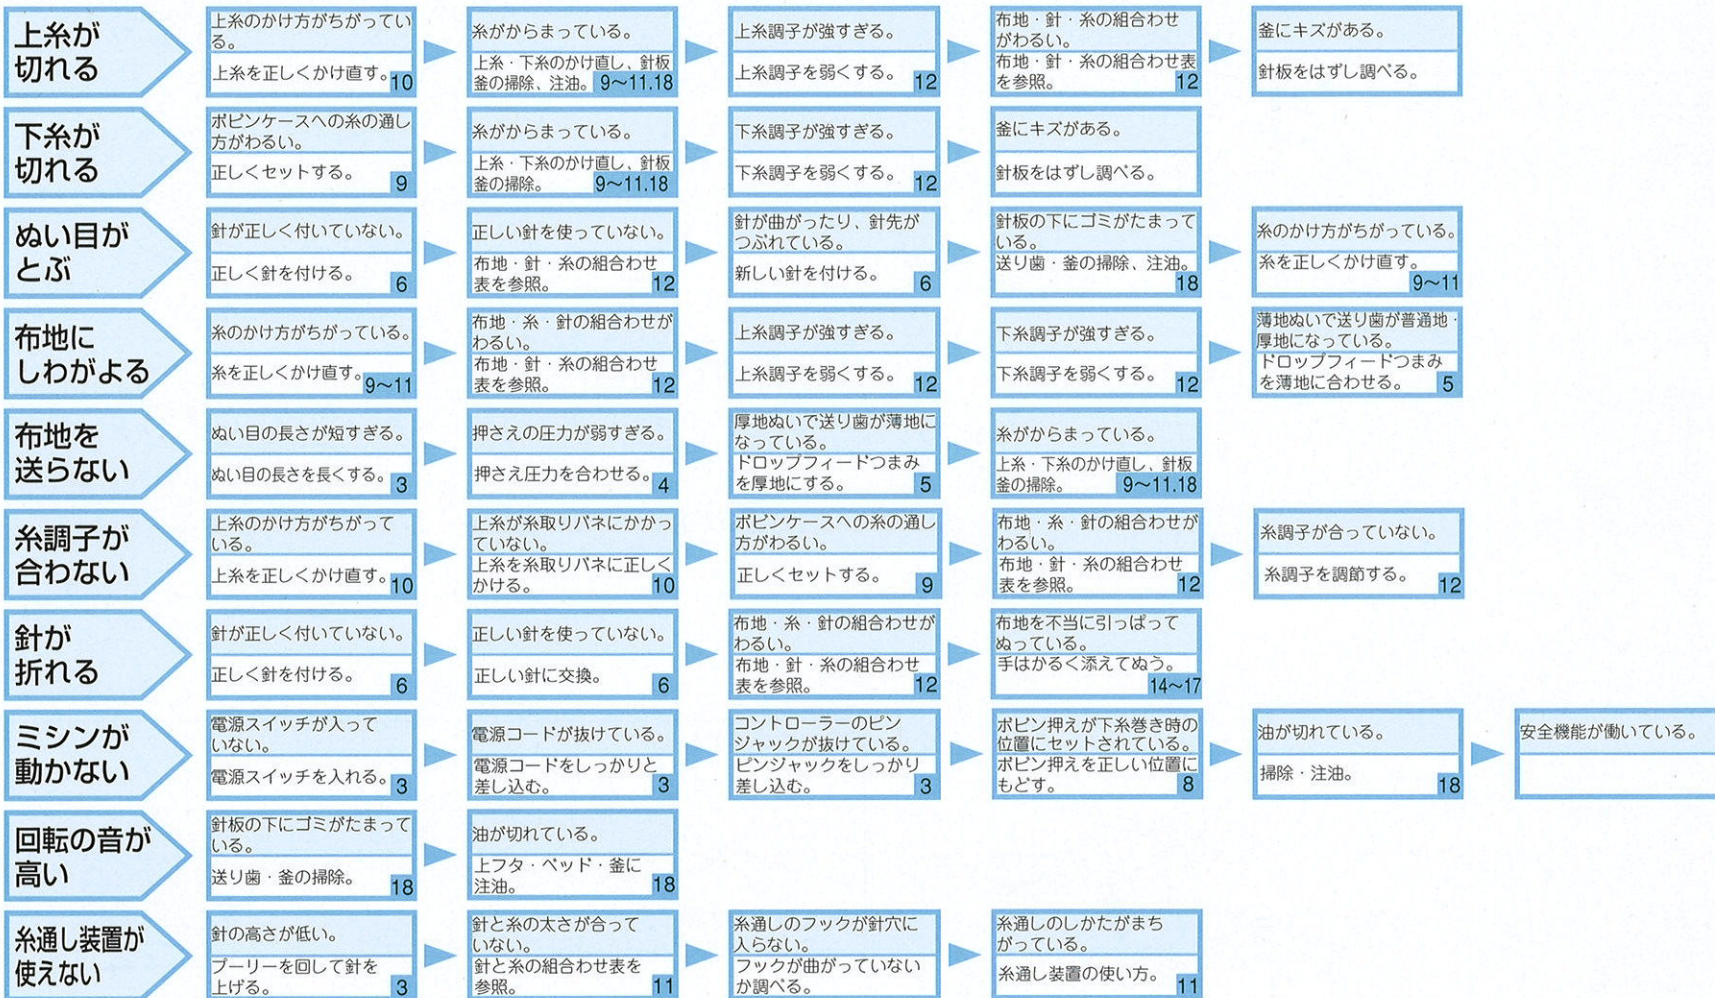 上糸が
切れる
上糸のかけ方がちがってい
る。
上糸を正しくかけ直す。10
糸がからまっている。
上糸・下糸のかけ直し、針板
釜の掃除、注油。9〜11.18
上糸調子が強すぎる。
上糸調子を弱くする。12
布地・針・糸の組合わせ
がわるい。
布地・針・糸の組合わせ表
を参照。12
釜にキズがある。
針板をはずし調べる。
下糸が
切れる
ボビンケースへの糸の通し
方がわるい。
正しくセットする。9
糸がからまっている。
上糸・下糸のかけ直し、針板
釜の掃除。9〜11.18
下糸調子が強すぎる。
下糸調子を弱くする。12
釜にキズがある。
針板をはずし調べる。
ぬい目が
とぶ
針が正しく付いていない。
正しく針を付ける。6
正しい針を使っていない。
布地・針・糸の組合わせ
表を参照。12
針が曲がったり、針先が
つぶれている。
新しい針を付ける。6
針板の下にゴミがたまって
いる。
送り歯・釜の掃除、注油。
18
糸のかけ方がちがっている。
糸を正しくかけ直す。
9〜11
布地に
しわがよる
糸のかけ方がちがっている。
糸を正しくかけ直す。9〜11
布地・糸・針の組合わせが
わるい。
布地・針・糸の組合わせ
表を参照。12
上糸調子が強すぎる。
上糸調子を弱くする。12
下糸調子が強すぎる。
下糸調子を弱くする。12
薄地ぬいで送り歯が普通地・
厚地になっている。
ドロップフィードつまみ
を薄地に合わせる。5
布地を
送らない
ぬい目の長さが短すぎる。
ぬい目の長さを長くする。3
押さえの圧力が弱すぎる。
押さえ圧力を合わせる。4
厚地ぬいで送り歯が薄地に
なっている。
ドロップフィードつまみ
を厚地にする。5
糸がからまっている。
上糸・下糸のかけ直し、針板
釜の掃除。9〜11.18
糸調子が
合わない
上糸のかけ方がちがって
いる。
上糸を正しくかけ直す。10
上糸が糸取りバネにかかっ
ていない。
上糸を糸取りバネに正しく
かける。10
ボビンケースへの糸の通し
方がわるい。
正しくセットする。9
布地・糸・針の組合わせが
わるい。
布地・針・糸の組合わせ
表を参照。12
糸調子が合っていない。
糸調子を調節する。12
針が
折れる
針が正しく付いていない。
正しく針を付ける。6
正しい針を使っていない。
正しい針に交換。6
布地・糸・針の組合わせが
わるい。
布地・針・糸の組合わせ
表を参照。12
布地を不当に引っぱって
ぬっている。
手はかるく添えてぬう。
14〜17
ミシンが
動かない
電源スイッチが入って
いない。
電源スイッチを入れる。3
電源コードが抜けている。
電源コードをしっかりと
差し込む。3
コントローラーのピン
ジャックが抜けている。
ピンジャックをしっかり
差し込む。3
ボビン押えが下糸巻き時の
位置にセットされている。
ボビン押えを正しい位置に
もどす。8
油が切れている。
掃除・注油。18
安全機能が働いている。
回転の音が
高い
針板の下にゴミがたまって
いる。
送り歯・釜の掃除。18
油が切れている。
上フタ・ベッド・釜に
注油。18
糸通し装置が
使えない
針の高さが低い。
プーリーを回して針を
上げる。3
針と糸の太さが合って
いない。
針と糸の組合わせ表を
参照。11
糸通しのフックが針穴に
入らない。
フックが曲がっていない
か調べる。
糸通しのしかたがまち
がっている。
糸通し装置の使い方。11